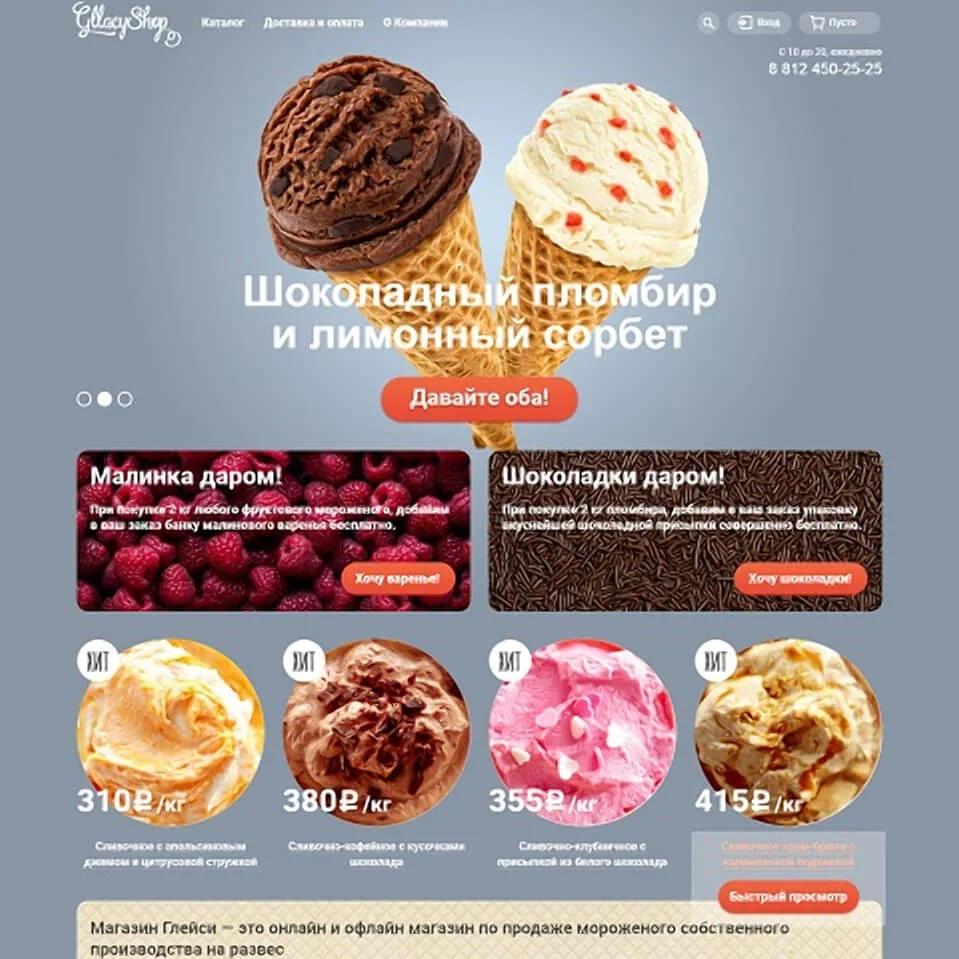 GllacyShop
Каталог Доставка и оплата О Компании
Вход Пусто
С 10 до 20, ежедневно
8 812 450-25-25
Шоколадный пломбир
и лимонный сорбет
Давайте оба!
Малинка даром!
При покупке 2 кг любого фруктового мороженого, добавим
в ваш заказ банку малинового варенья бесплатно.
Хочу варенье!
Шоколадки даром!
При покупке 2 кг пломбира, добавим в ваш заказ упаковку
вкуснейшей шоколадной присыпки совершенно бесплатно.
Хочу шоколадки!
ХИТ
310₽/кг
Сливочное с апельсиновым
джемом и цитрусовой стружкой
ХИТ
380₽/кг
Сливочно-кофейное с кусочками
шоколада
ХИТ
355₽/кг
Сливочно-клубничное с
присыпкой из белого шоколада
ХИТ
415₽/кг
Сливочное крем-брюле с
карамельной подливкой
Быстрый просмотр
Магазин Глейси — это онлайн и офлайн магазин по продаже мороженого собственного
производства на развес